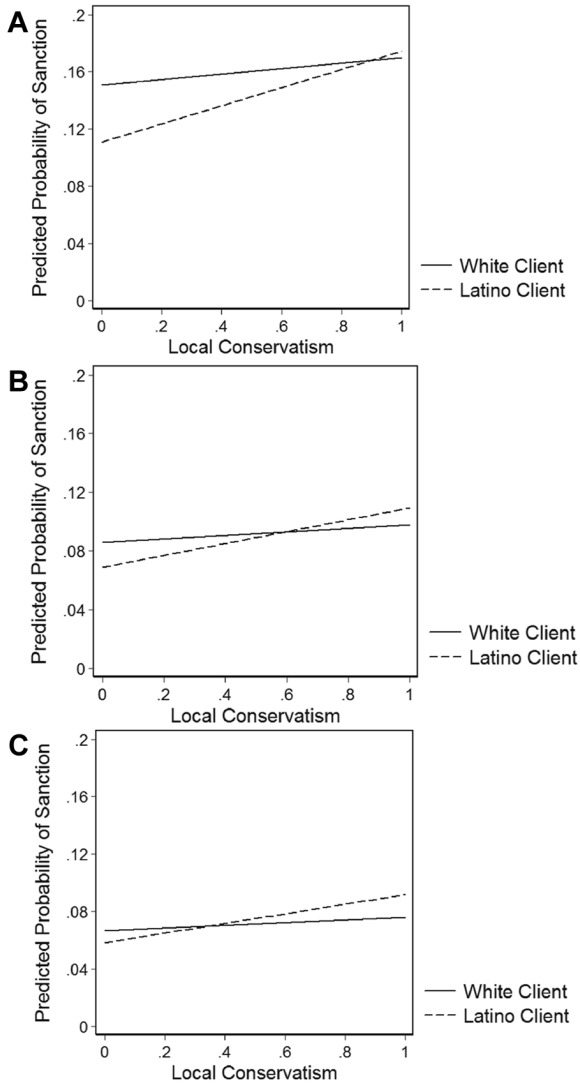 A
Predicted Probability of Sanction
.2
.16
.12
.08
.04
0
0 .2 .4 .6 .8 1
Local Conservatism
White Client
Latino Client
B
Predicted Probability of Sanction
.2
.16
.12
.08
.04
0
0 .2 .4 .6 .8 1
Local Conservatism
White Client
Latino Client
C
Predicted Probability of Sanction
.2
.16
.12
.08
.04
0
0 .2 .4 .6 .8 1
Local Conservatism
White Client
Latino Client